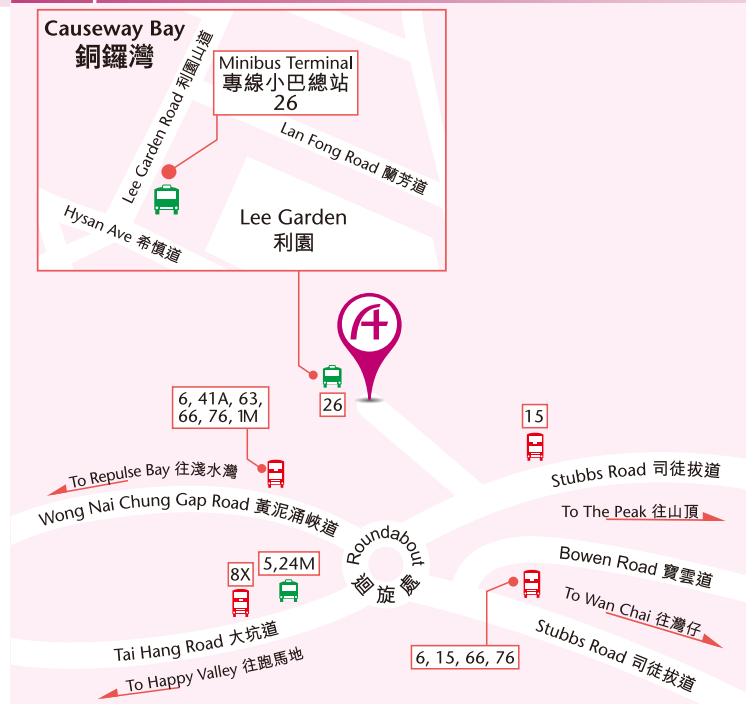 Causeway Bay
銅鑼灣
Minibus Terminal
專線小巴總站
26
Lee Garden Road 利園山道
Lan Fong Road 蘭芳道
Hysan Ave 希慎道
Lee Garden
利園
26
6, 41A, 63,
66, 76, 1M
15
To Repulse Bay 往淺水灣
Stubbs Road 司徒拔道
Wong Nai Chung Gap Road 黃泥涌峽道
To The Peak 往山頂
Roundabout
迴旋處
Bowen Road 寶雲道
8X
5,24M
To Wan Chai 往灣仔
Tai Hang Road 大坑道
Stubbs Road 司徒拔道
6, 15, 66, 76
To Happy Valley 往跑馬地